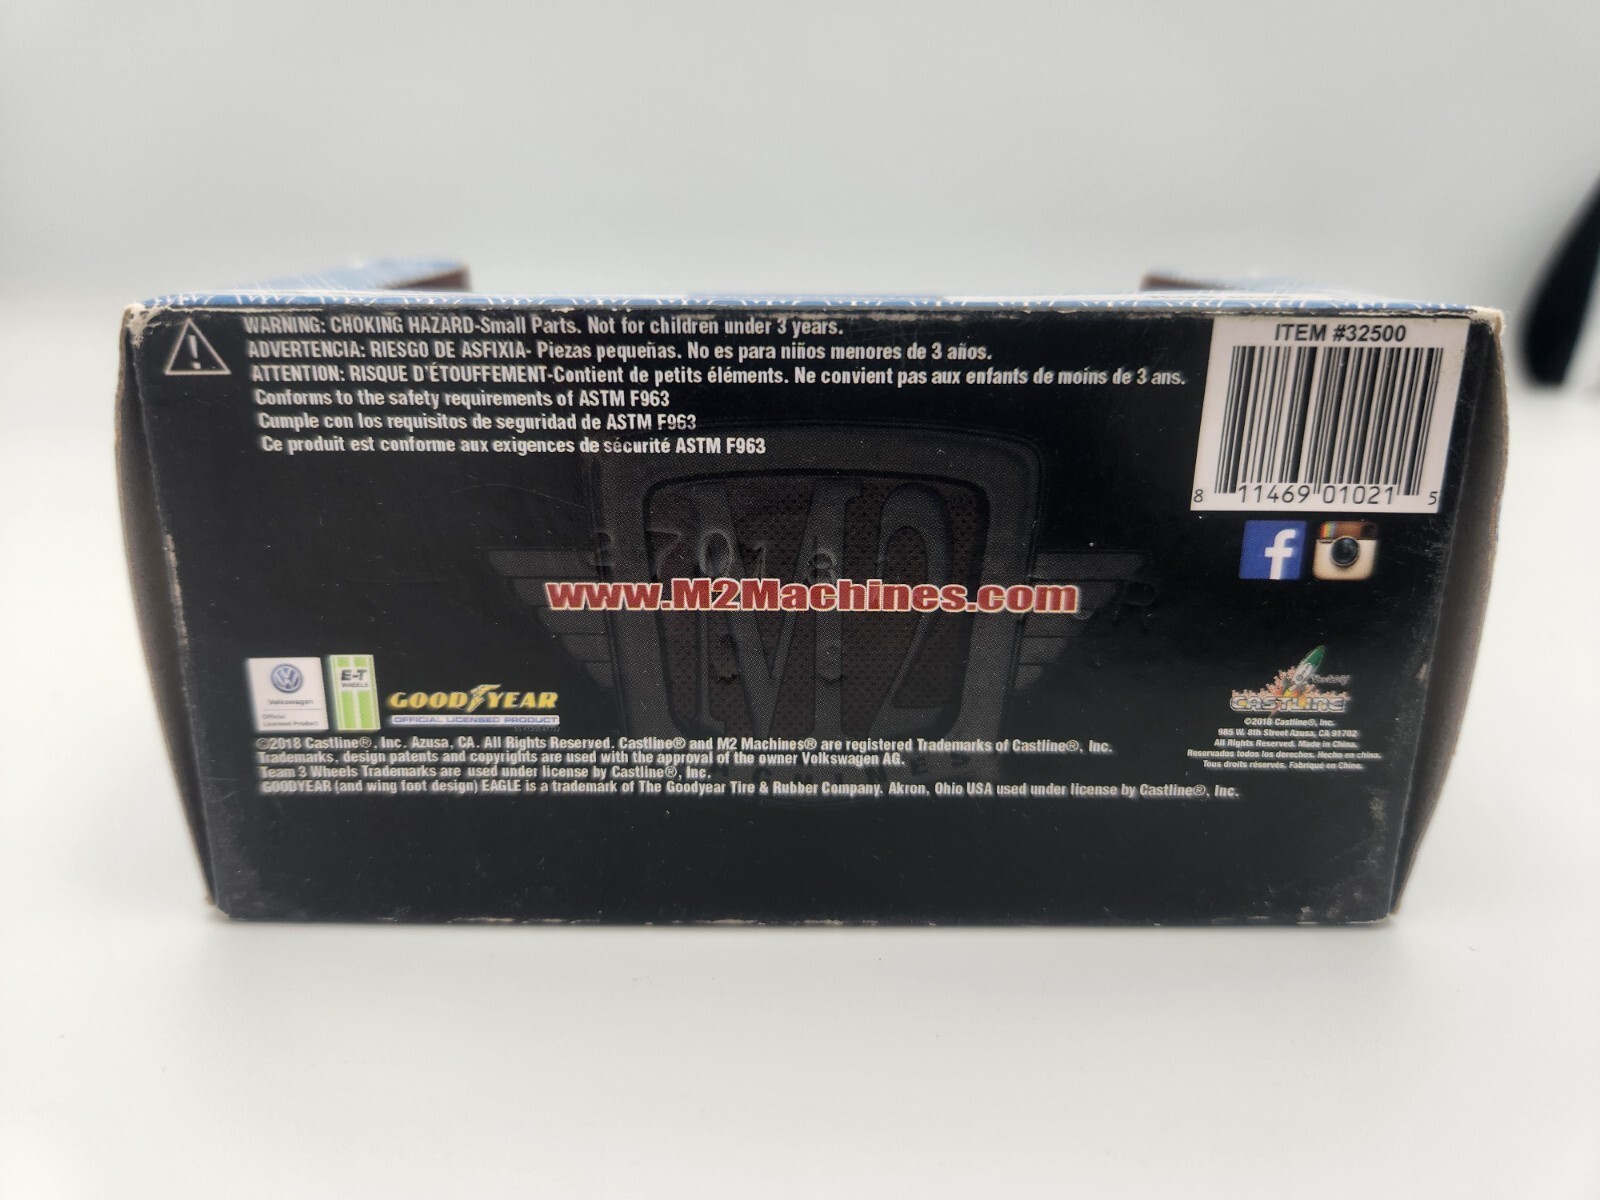 WARNING: CHOKING HAZARD-Small Parts. Not for children under 3 years.
ADVERTENCIA: RIESGO DE ASFIXIA- Piezas pequeñas. No es para niños menores de 3 años.
ATTENTION: RISQUE D'ÉTOUFFEMENT-Contient de petits éléments. Ne convient pas aux enfants de moins de 3 ans.
Conforms to the safety requirements of ASTM F963
Cumple con los requisitos de seguridad de ASTM F963
Ce produit est conforme aux exigences de sécurité ASTM F963
ITEM #32500
8 11469 01021 5
M2
www.M2Machines.com
Volkswagen
Official
Licensed Product
E-T
WHEELS
GOODYEAR
OFFICIAL LICENSED PRODUCT
©2018 Castline®, Inc. Azusa, CA. All Rights Reserved. Castline® and M2 Machines® are registered Trademarks of Castline®, Inc.
Trademarks, design patents and copyrights are used with the approval of the owner Volkswagen AG.
Team 3 Wheels Trademarks are used under license by Castline®, Inc.
GOODYEAR (and wing foot design) EAGLE is a trademark of The Goodyear Tire & Rubber Company, Akron, Ohio USA used under license by Castline®, Inc.
MACHINES
CASTLINE
©2018 Castline®, Inc.
985 W. 8th Street Azusa, CA 91702
All Rights Reserved. Made in China.
Reservados todos los derechos. Hecho en china.
Tous droits réservés. Fabriqué en Chine.